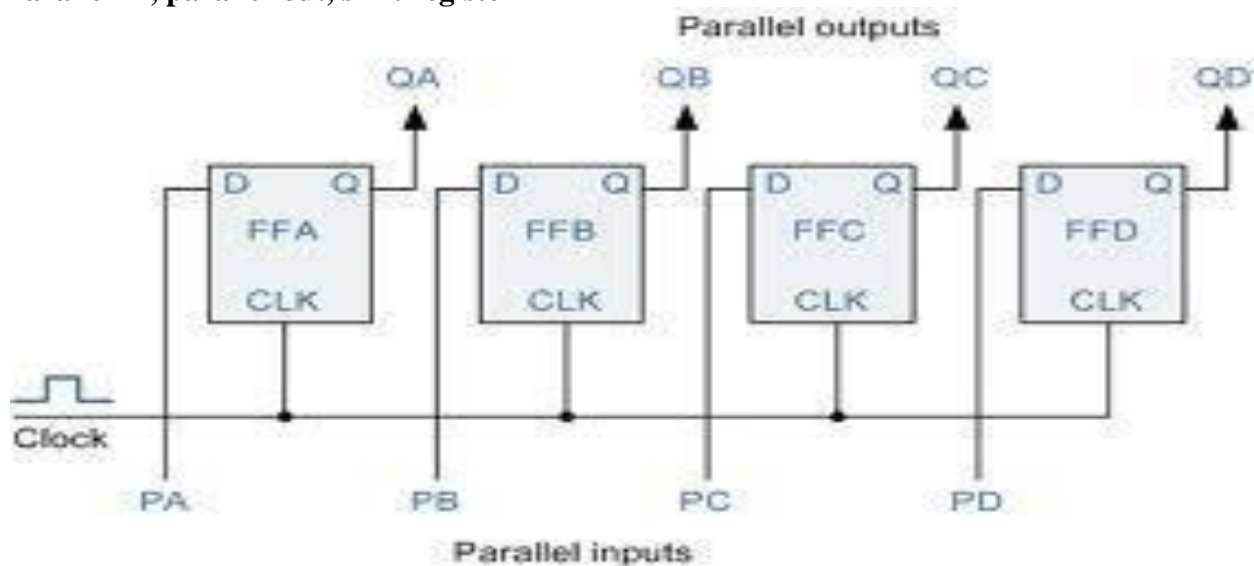 Parallel outputs
QA QB QC QD
D Q D Q D Q D Q
FFA FFB FFC FFD
CLK CLK CLK CLK
Clock
PA PB PC PD
Parallel inputs